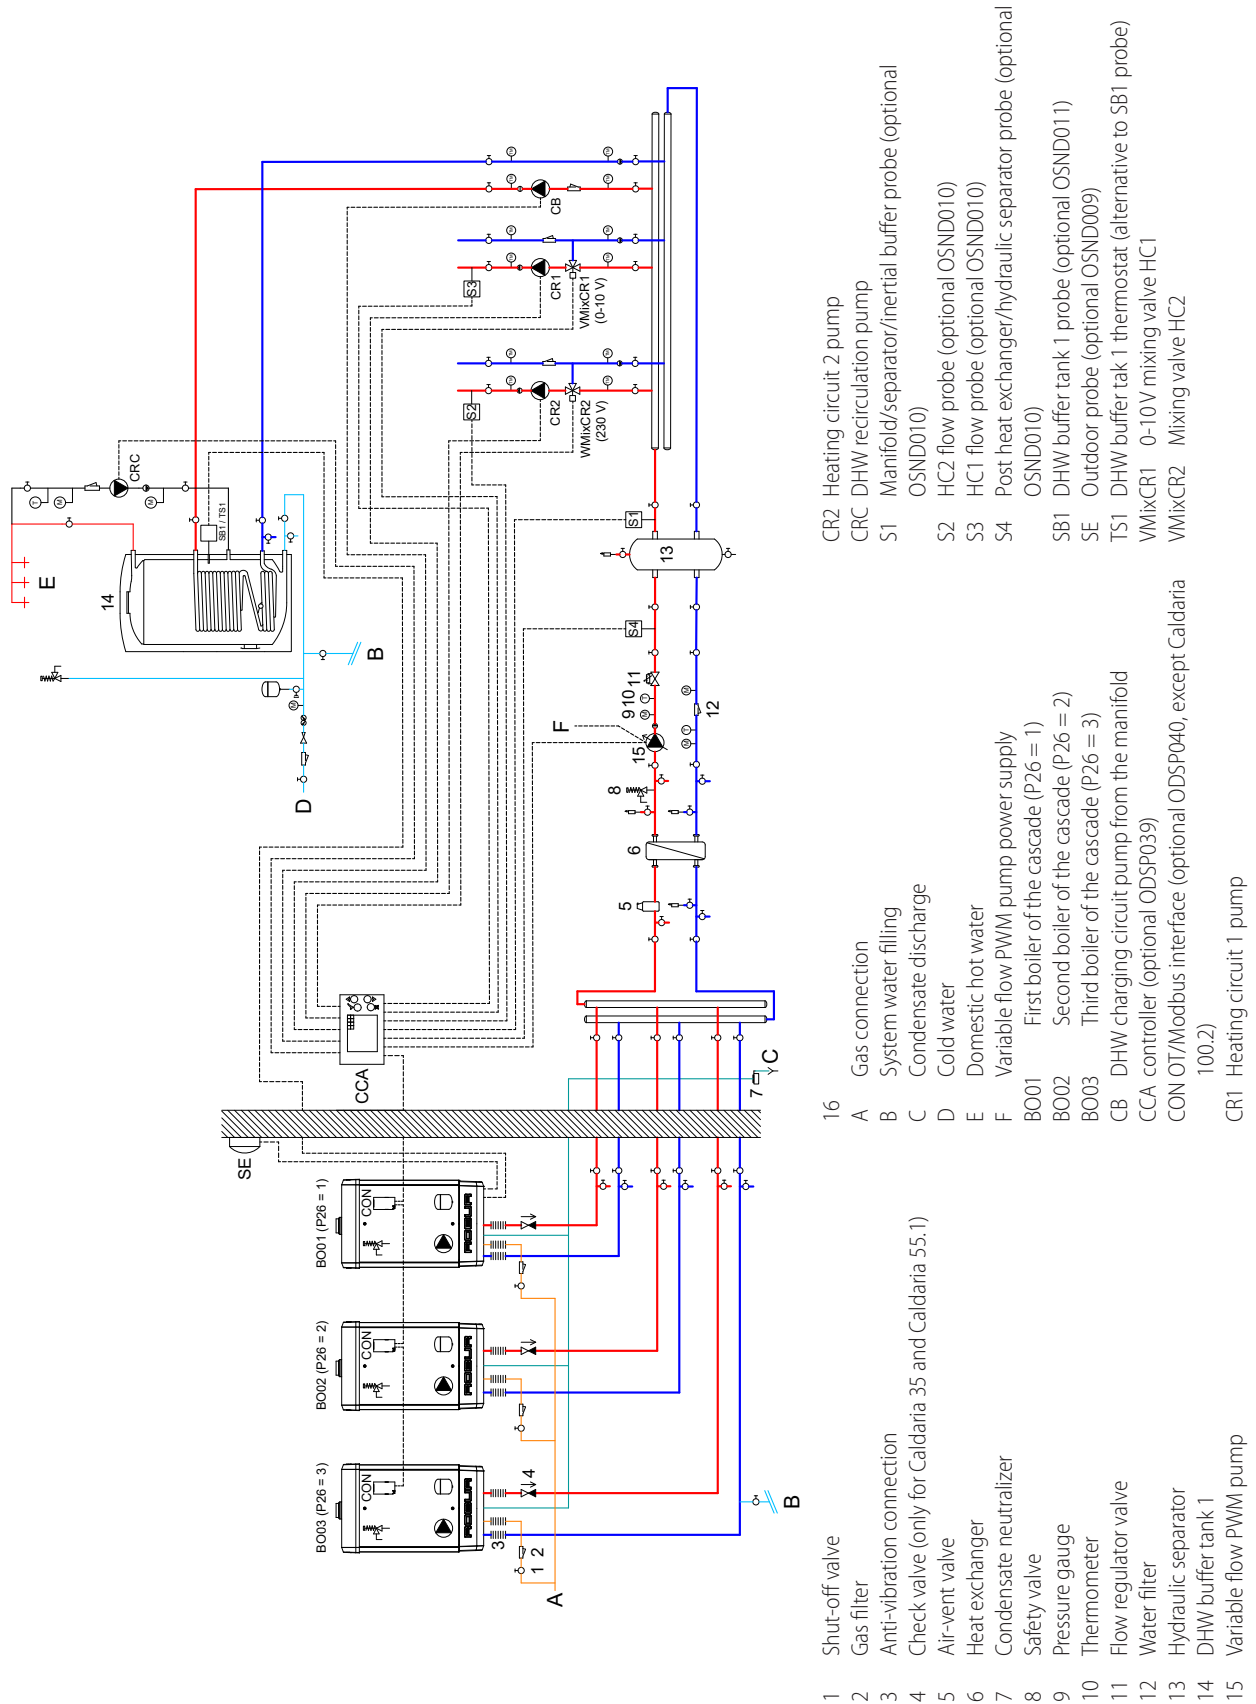 BO03 (P26 = 3)
BO02 (P26 = 2)
BO01 (P26 = 1)
CON
CON
CON
ROBUR
ROBUR
ROBUR
SE
CCA
A
1
2
3
4
B
7
C
5
6
8
15
9
10
11
12
F
S4
13
S1
D
B
14
E
SB1 / TS1
CRC
M
T
M
M
T
M
T
M
S2
CR2
WMixCR2
(230 V)
S3
CR1
VMixCR1
(0-10 V)
CB
1 Shut-off valve
2 Gas filter
3 Anti-vibration connection
4 Check valve (only for Caldaria 35 and Caldaria 55.1)
5 Air-vent valve
6 Heat exchanger
7 Condensate neutralizer
8 Safety valve
9 Pressure gauge
10 Thermometer
11 Flow regulator valve
12 Water filter
13 Hydraulic separator
14 DHW buffer tank 1
15 Variable flow PWM pump
16
A Gas connection
B System water filling
C Condensate discharge
D Cold water
E Domestic hot water
F Variable flow PWM pump power supply
BO01 First boiler of the cascade (P26 = 1)
BO02 Second boiler of the cascade (P26 = 2)
BO03 Third boiler of the cascade (P26 = 3)
CB DHW charging circuit pump from the manifold
CCA controller (optional ODSP039)
CON OT/Modbus interface (optional ODSP040, except Caldaria
100.2)
CR1 Heating circuit 1 pump
CR2 Heating circuit 2 pump
CRC DHW recirculation pump
S1 Manifold/separator/inertial buffer probe (optional
OSND010)
S2 HC2 flow probe (optional OSND010)
S3 HC1 flow probe (optional OSND010)
S4 Post heat exchanger/hydraulic separator probe (optional
OSND010)
SB1 DHW buffer tank 1 probe (optional OSND011)
SE Outdoor probe (optional OSND009)
TS1 DHW buffer tak 1 thermostat (alternative to SB1 probe)
VMixCR1 0-10V mixing valve HC1
VMixCR2 Mixing valve HC2